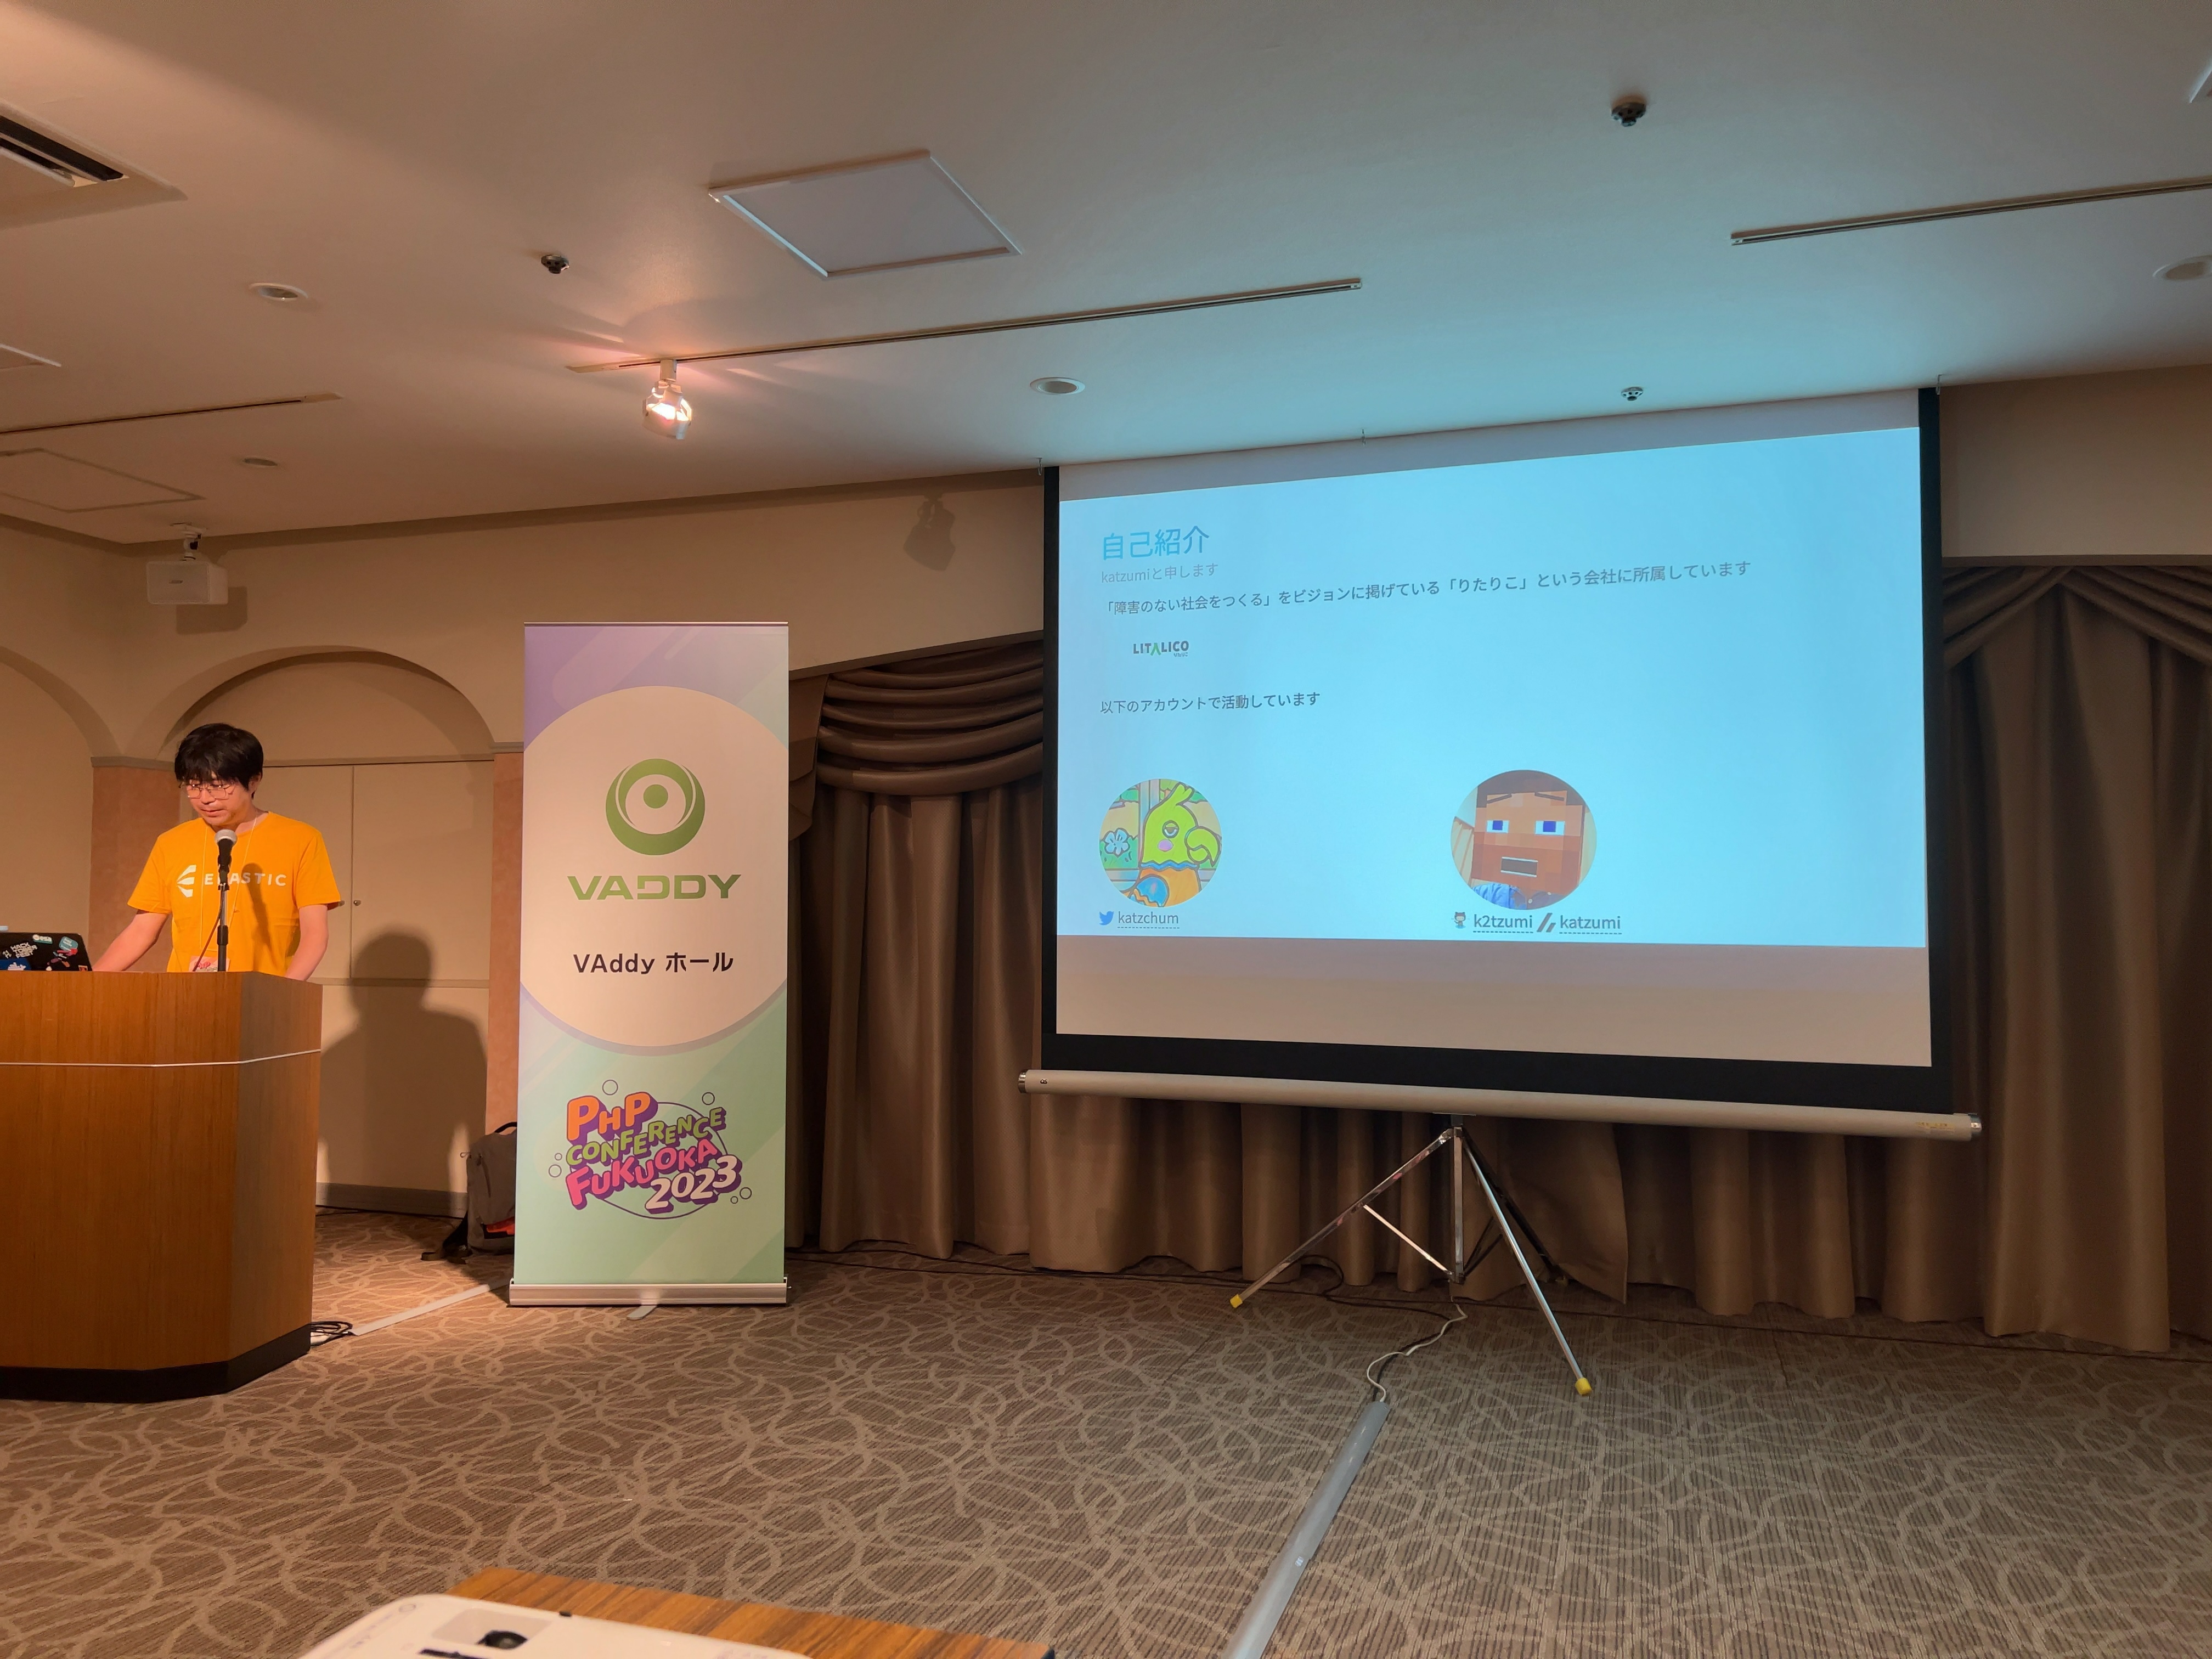 自己紹介
katzumiと申します
「障害のない社会をつくる」をビジョンに掲げている「りたりこ」という会社に所属しています
LITALICO
以下のアカウントで活動しています
katzchum
k2tzumi katzumi
ELASTIC
VADDY
VAddy ホール
PHP
CONFERENCE
FUKUOKA
2023